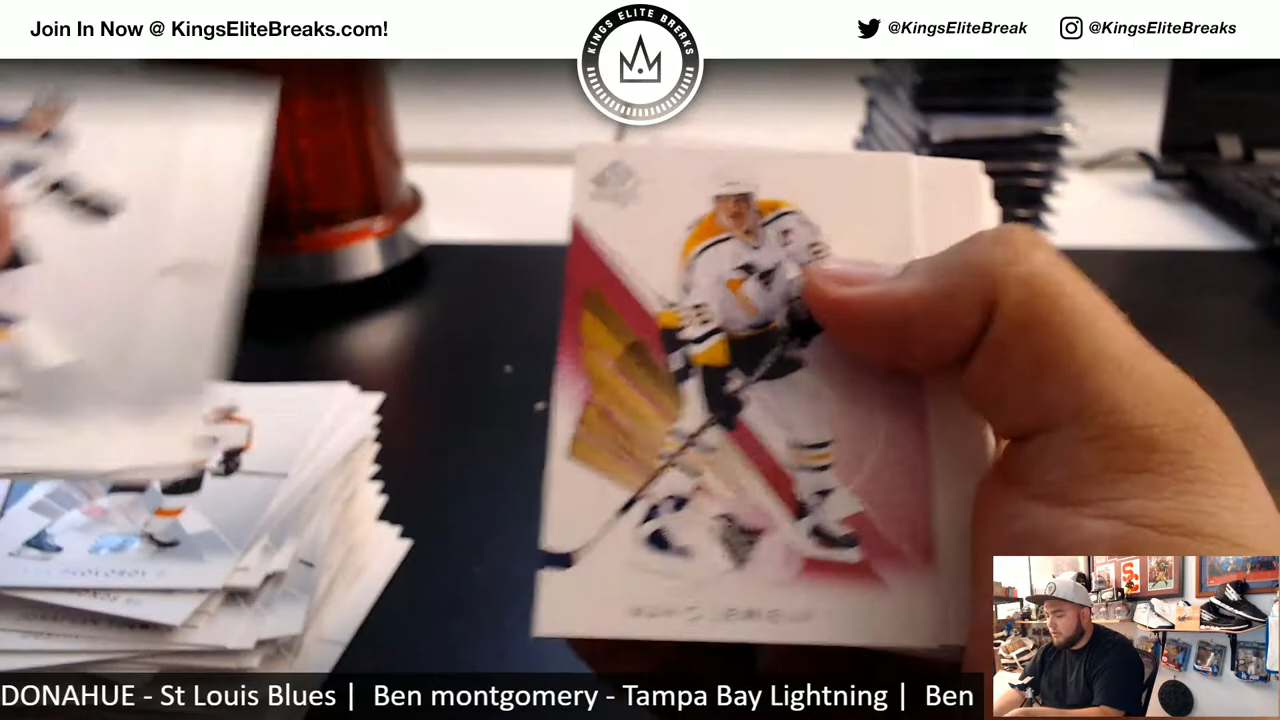 Join In Now @ KingsEliteBreaks.com!
KINGS ELITE BREAKS
@KingsEliteBreak
@KingsEliteBreaks
DONAHUE - St Louis Blues | Ben montgomery - Tampa Bay Lightning | Ben